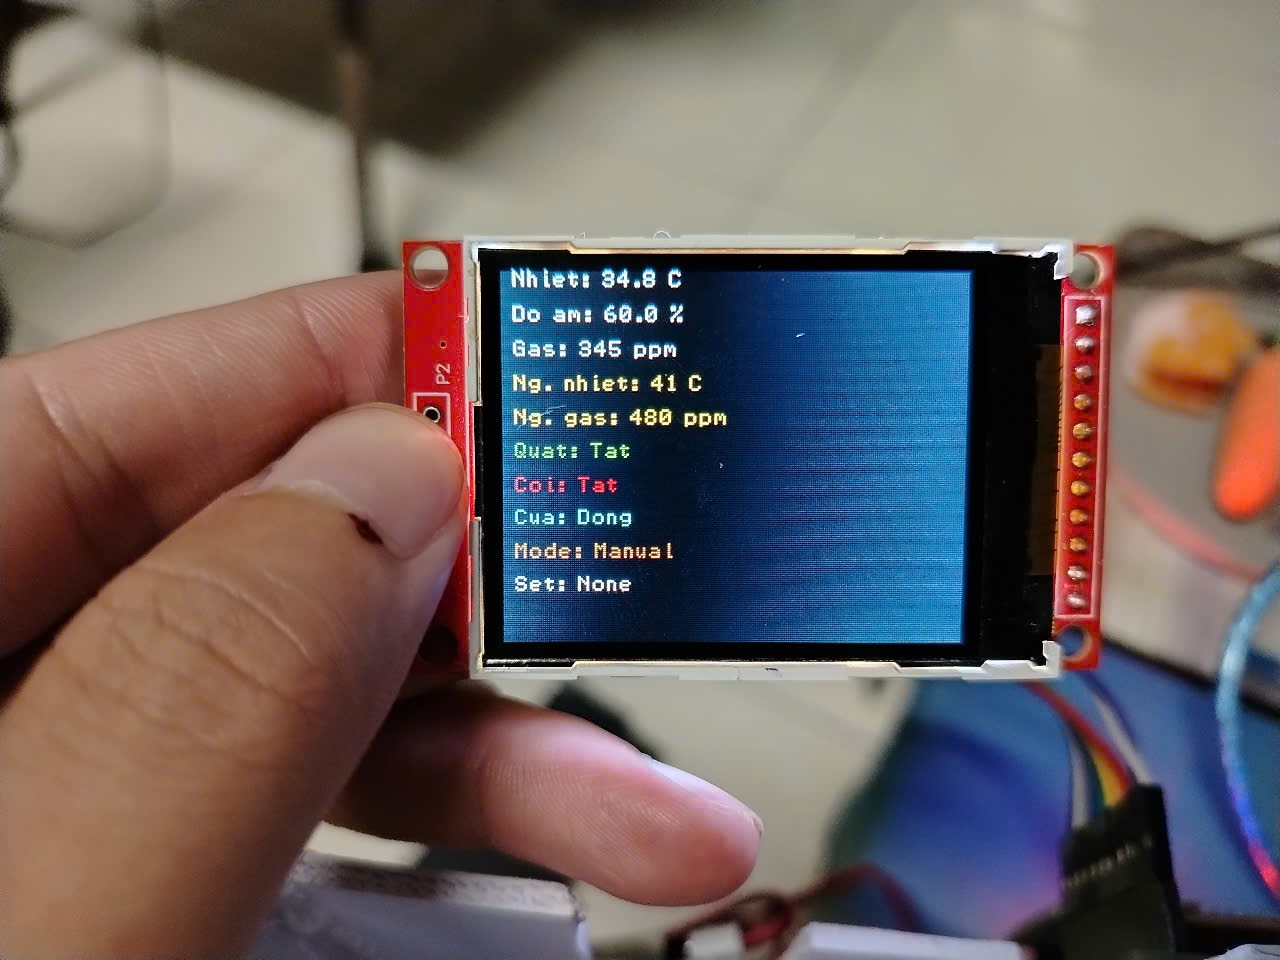 Nhiet: 34.8 C
Do am: 60.0 %
Gas: 345 ppm
Ng. nhiet: 41 C
Ng. gas: 480 ppm
Quat: Tat
Coi: Tat
Cua: Dong
Mode: Manual
Set: None
P2